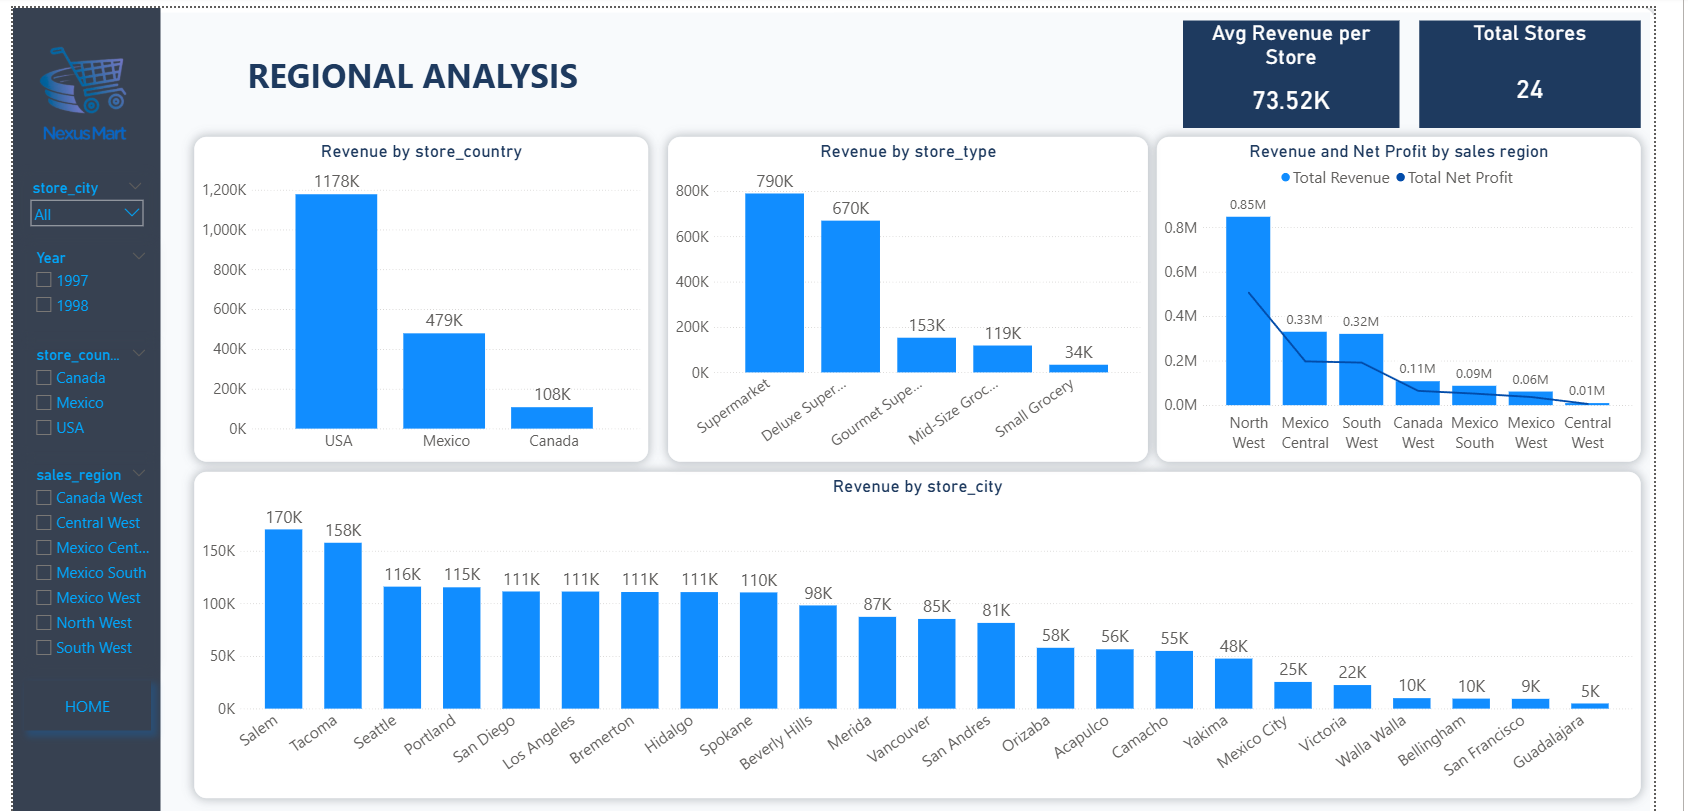 Nexus Mart
store_city
All
Year
1997
1998
store_coun...
Canada
Mexico
USA
sales_region
Canada West
Central West
Mexico Cent...
Mexico South
Mexico West
North West
South West
HOME
REGIONAL ANALYSIS
Avg Revenue per
Store
73.52K
Total Stores
24
Revenue by store_country
1,200K
1,000K
800K
600K
400K
200K
0K
1178K
479K
108K
USA
Mexico
Canada
Revenue by store_type
800K
600K
400K
200K
0K
790K
670K
153K
119K
34K
Supermarket
Deluxe Super...
Gourmet Supe...
Mid-Size Groc...
Small Grocery
Revenue and Net Profit by sales region
Total Revenue Total Net Profit
0.8M
0.6M
0.4M
0.2M
0.0M
0.85M
0.33M
0.32M
0.11M
0.09M
0.06M
0.01M
North
West
Mexico
Central
South
West
Canada
West
Mexico
South
Mexico
West
Central
West
Revenue by store_city
150K
100K
50K
0K
170K
158K
116K
115K
111K
111K
111K
111K
110K
98K
87K
85K
81K
58K
56K
55K
48K
25K
22K
10K
10K
9K
5K
Salem
Tacoma
Seattle
Portland
San Diego
Los Angeles
Bremerton
Hidalgo
Spokane
Beverly Hills
Merida
Vancouver
San Andres
Orizaba
Acapulco
Camacho
Yakima
Mexico City
Victoria
Walla Walla
Bellingham
San Francisco
Guadalajara